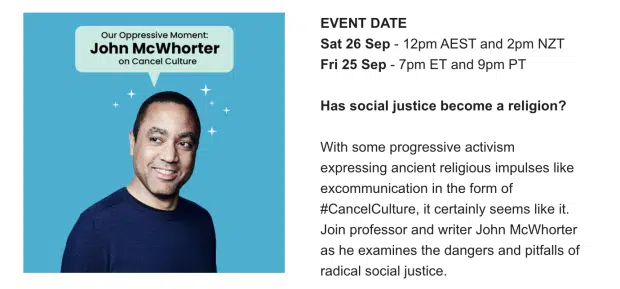 Our Oppressive Moment:
John McWhorter
on Cancel Culture
EVENT DATE
Sat 26 Sep - 12pm AEST and 2pm NZT
Fri 25 Sep - 7pm ET and 9pm PT
Has social justice become a religion?
With some progressive activism
expressing ancient religious impulses like
excommunication in the form of
#CancelCulture, it certainly seems like it.
Join professor and writer John McWhorter
as he examines the dangers and pitfalls of
radical social justice.